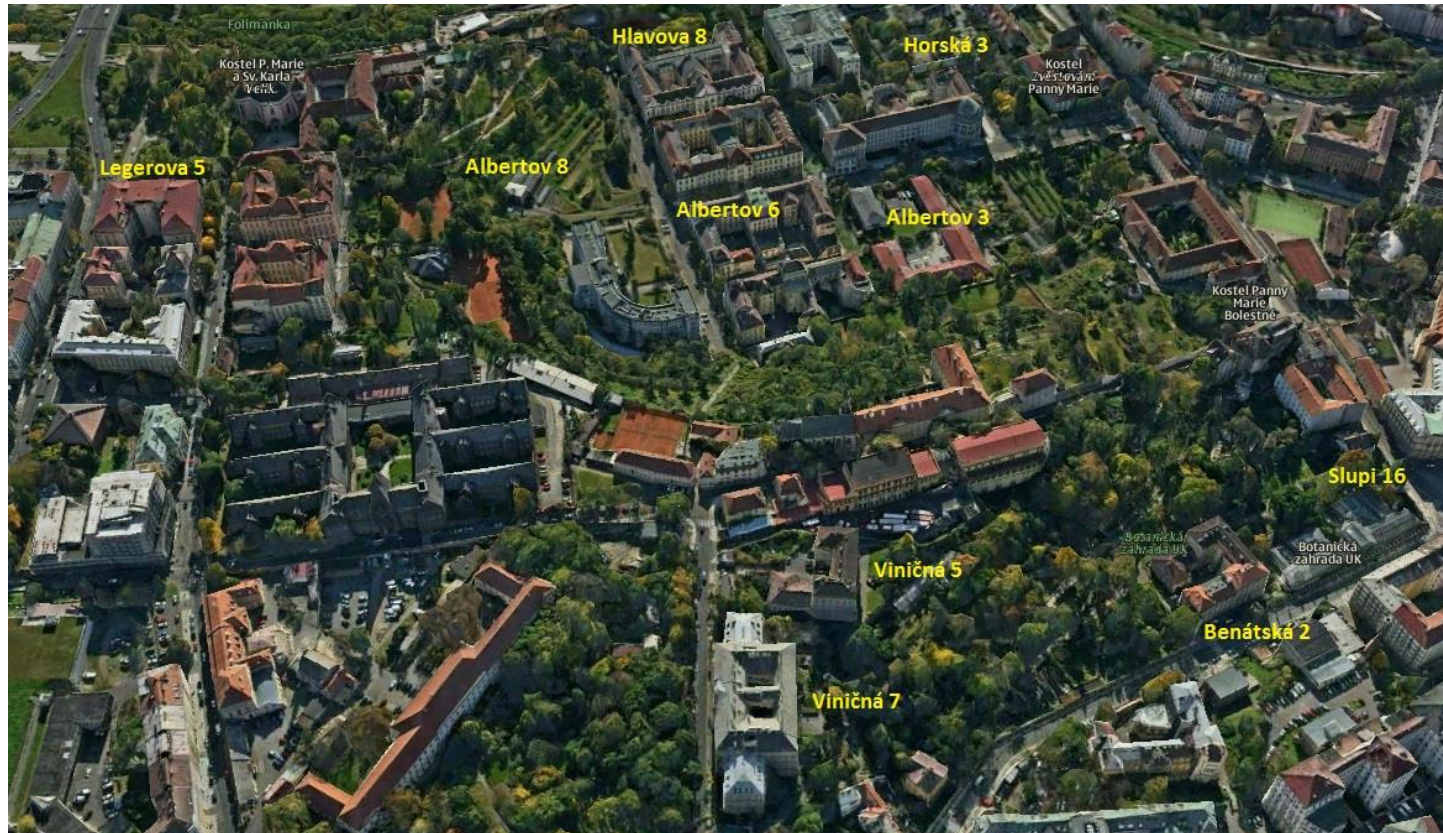 Folimanka
Hlavova 8
Horská 3
Kostel P. Marie
a Sv. Karla
Velk.
Kostel
Zvěstování
Panny Marie
Legerova 5
Albertov 8
Albertov 6
Albertov 3
Kostel Panny
Marie
Bolestné
Slupi 16
Botanická
zahrada UK
Botanická
zahrada UK
Viničná 5
Benátská 2
Viničná 7